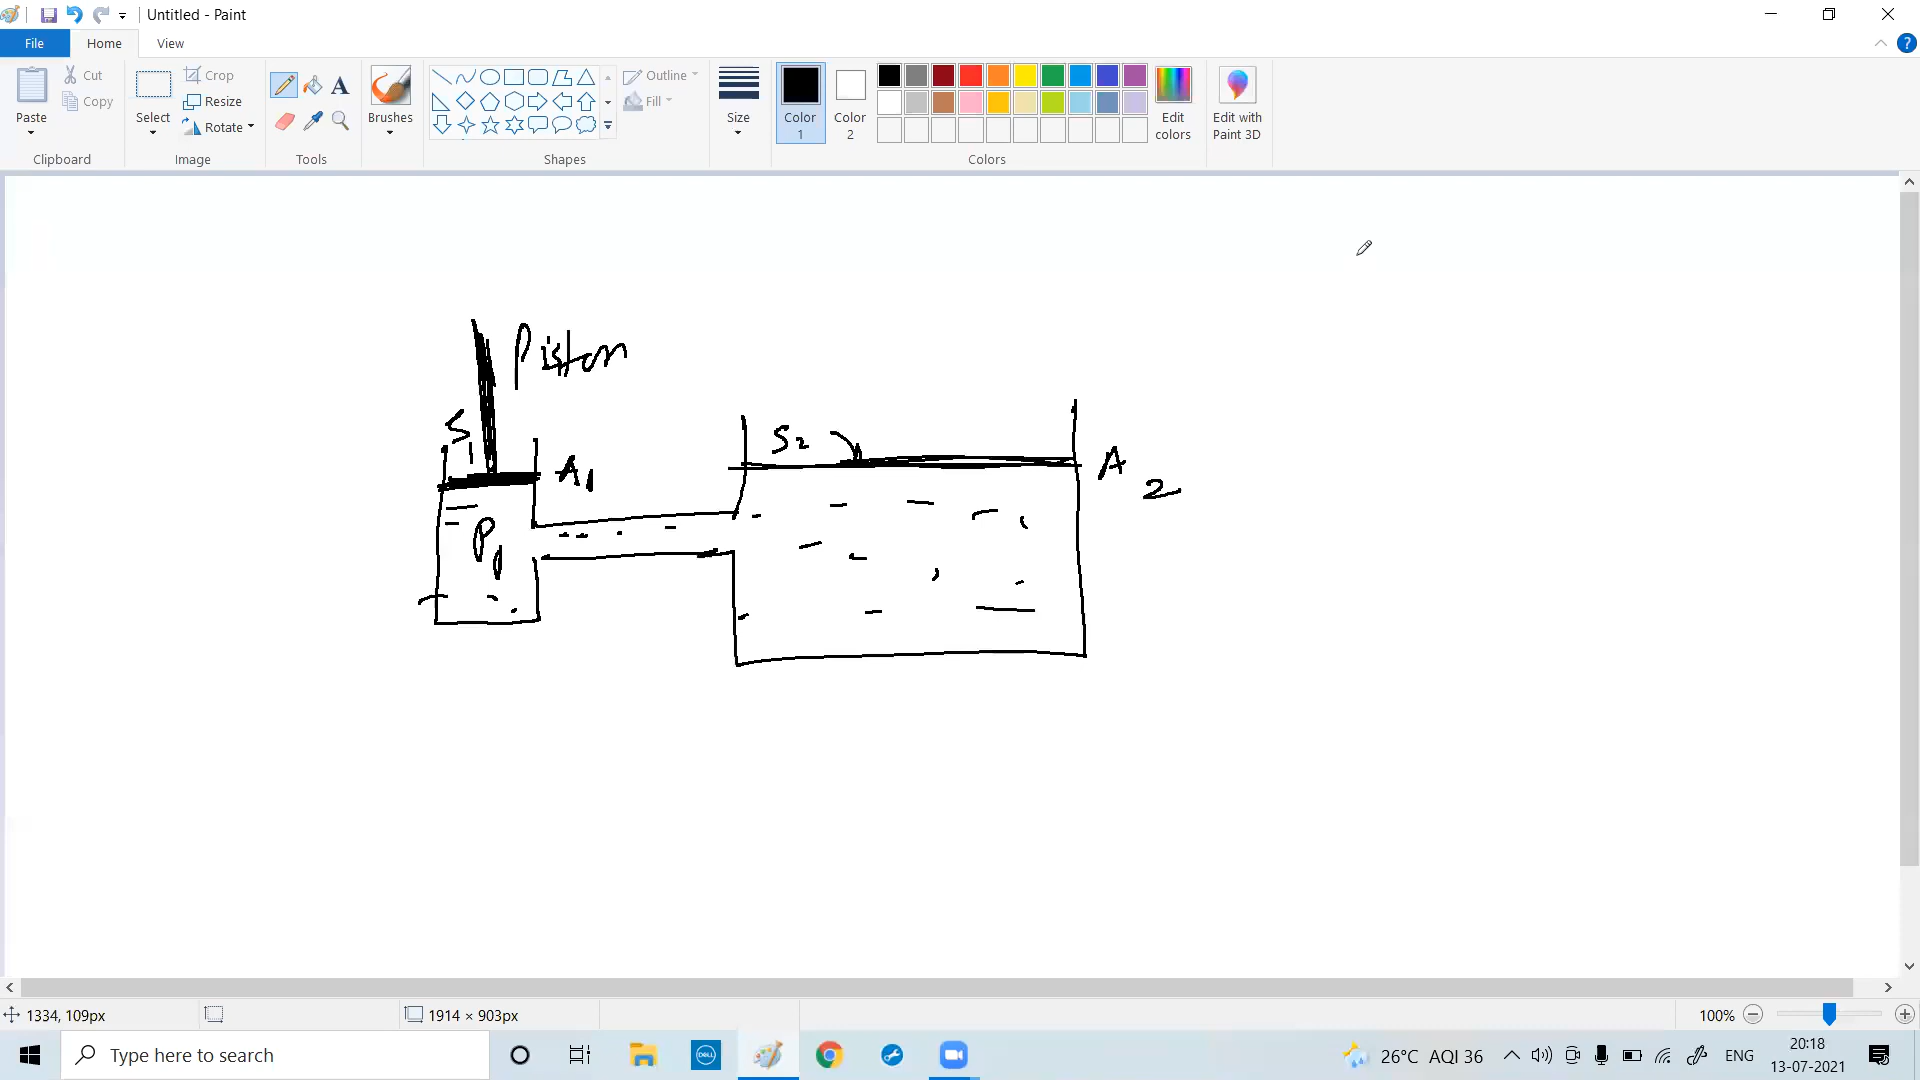 Untitled - Paint
File Home View
Cut
Copy
Paste
Clipboard
Crop
Resize
Rotate
Select
Image
Tools
Brushes
Outline
Fill
Shapes
Size
Color 1
Color 2
Edit colors
Colors
Edit with Paint 3D
Piston
S1
A1
S2
A2
P1
1334, 109px
1914 × 903px
100%
Type here to search
DELL
26°C AQI 36
ENG
20:18
13-07-2021